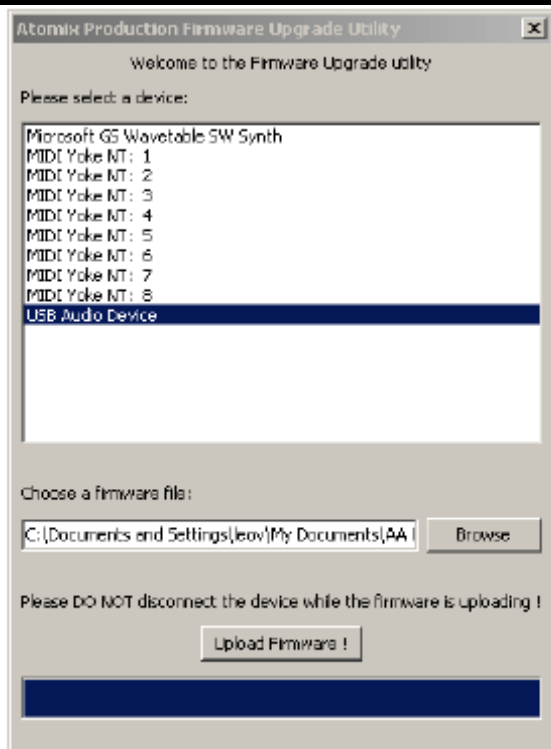 Atomix Production Firmware Upgrade Utility
Welcome to the Firmware Upgrade utility
Please select a device:
Microsoft GS Wavetable SW Synth
MIDI Yoke NT: 1
MIDI Yoke NT: 2
MIDI Yoke NT: 3
MIDI Yoke NT: 4
MIDI Yoke NT: 5
MIDI Yoke NT: 6
MIDI Yoke NT: 7
MIDI Yoke NT: 8
USB Audio Device
Choose a firmware file:
C:\Documents and Settings\leov\My Documents\AA
Browse
Please DO NOT disconnect the device while the firmware is uploading !
Upload Firmware !